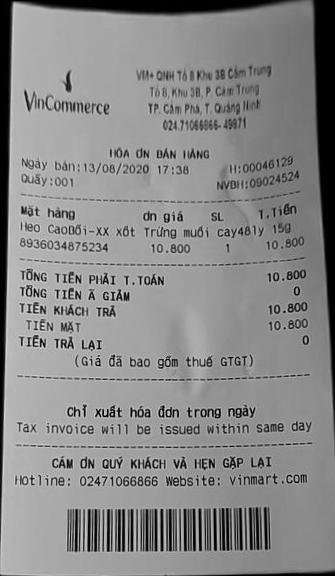 VinCommerce
VM+ QNH Tổ 8 Khu 3B Cẩm Trung
Tổ 8, Khu 3B, P. Cẩm Trung
TP. Cẩm Phả, T. Quảng Ninh
024.71066866- 49871
HÓA ƠN BÁN HÀNG
Ngày bán:13/08/2020 17:38 H:00046129
Quầy:001 NVBH:09024524
Mặt hàng đn giá SL T.Tiền
Heo CaoBồi-XX xốt Trứng muối cay48ly 15g
8936034875234 10.800 1 10.800
TỔNG TIỀN PHẢI T.TOÁN 10.800
TỔNG TIỀN Ã GIẢM 0
TIỀN KHÁCH TRẢ 10.800
TIỀN MẶT 10.800
TIỀN TRẢ LẠI 0
(Giá đã bao gồm thuế GTGT)
Chỉ xuất hóa đơn trong ngày
Tax invoice will be issued within same day
CÁM ƠN QUÝ KHÁCH VÀ HẸN GẶP LẠI
Hotline: 02471066866 Website: vinmart.com